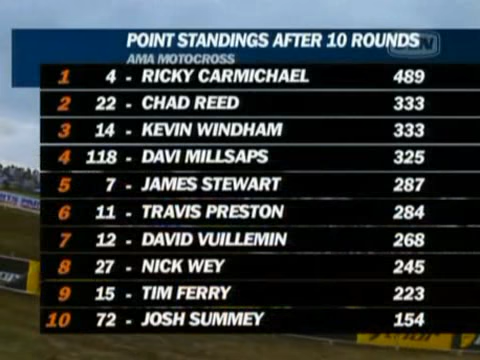 POINT STANDINGS AFTER 10 ROUNDS
AMA MOTOCROSS
1 4 - RICKY CARMICHAEL 489
2 22 - CHAD REED 333
3 14 - KEVIN WINDHAM 333
4 118 - DAVI MILLSAPS 325
5 7 - JAMES STEWART 287
6 11 - TRAVIS PRESTON 284
7 12 - DAVID VUILLEMIN 268
8 27 - NICK WEY 245
9 15 - TIM FERRY 223
10 72 - JOSH SUMMEY 154